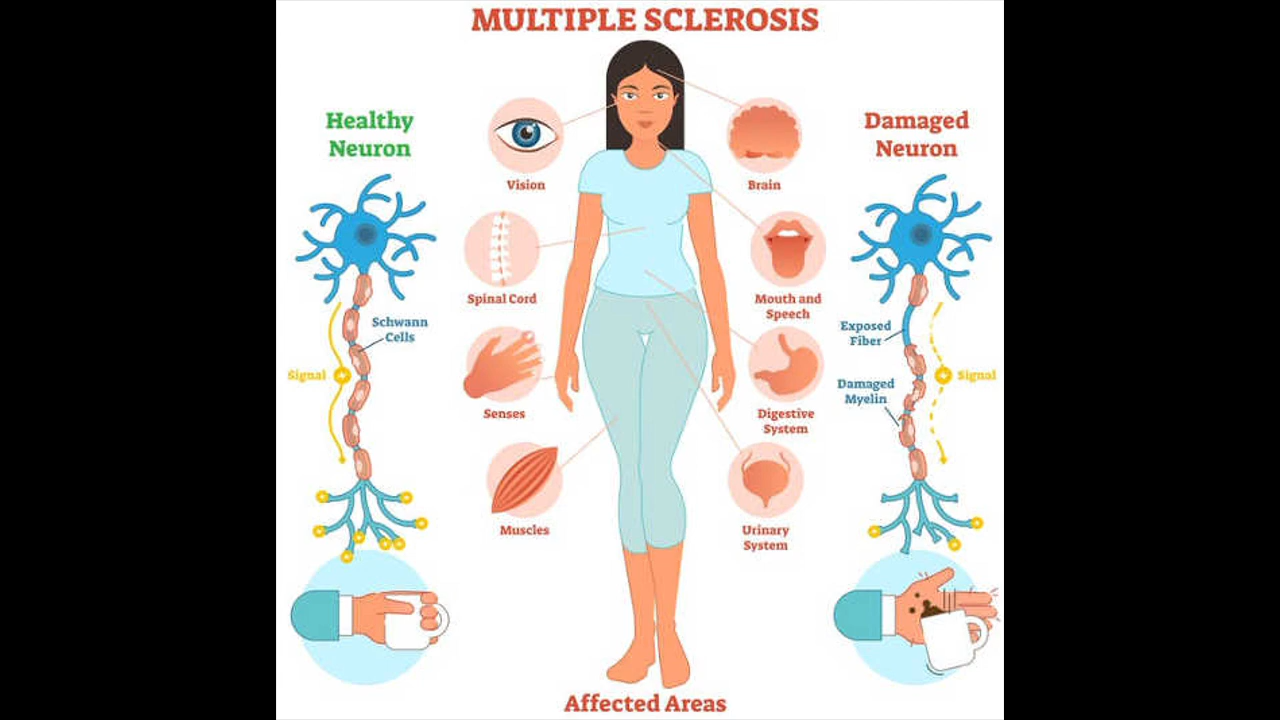 MULTIPLE SCLEROSIS
Healthy
Neuron
Damaged
Neuron
Vision
Brain
Spinal Cord
Mouth and
Speech
Schwann
Cells
Exposed
Fiber
Signal
Signal
Damaged
Myelin
Senses
Digestive
System
Muscles
Urinary
System
Affected Areas